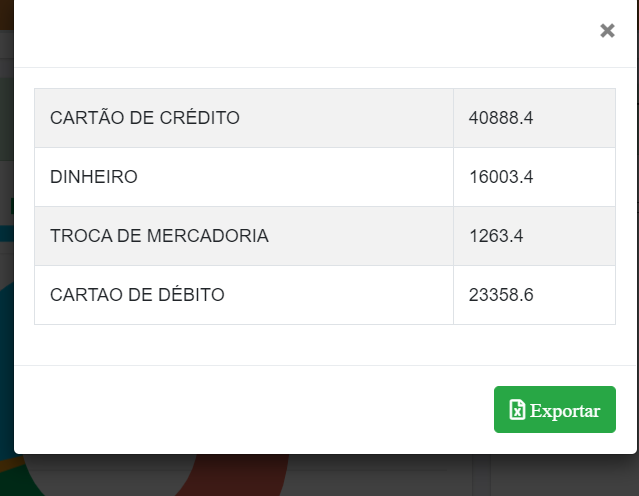 ×
CARTÃO DE CRÉDITO 40888.4
DINHEIRO 16003.4
TROCA DE MERCADORIA 1263.4
CARTAO DE DÉBITO 23358.6
Exportar